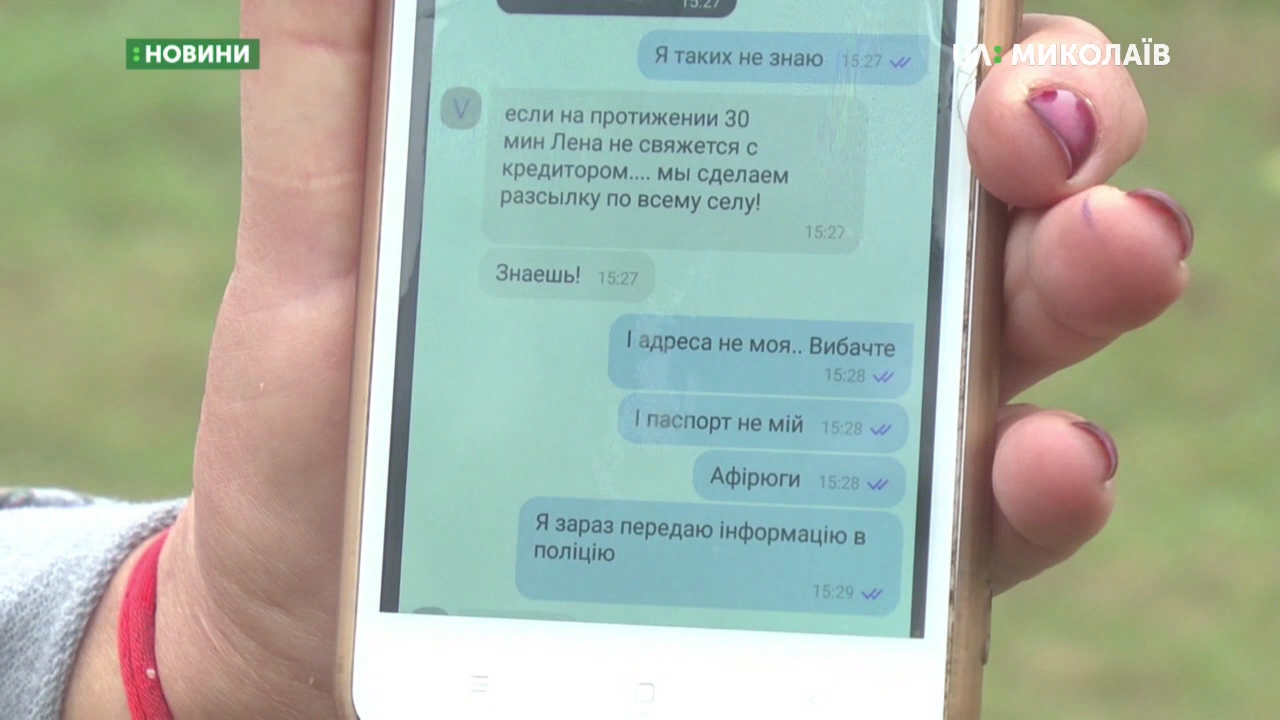 15:27
:НОВИНИ
UA: МИКОЛАЇВ
Я таких не знаю 15:27
V
если на протижении 30
мин Лена не свяжется с
кредитором.... мы сделаем
разсылку по всему селу!
15:27
Знаешь! 15:27
І адреса не моя.. Вибачте
15:28
І паспорт не мій 15:28
Афірюги 15:28
Я зараз передаю інформацію в
поліцію
15:29